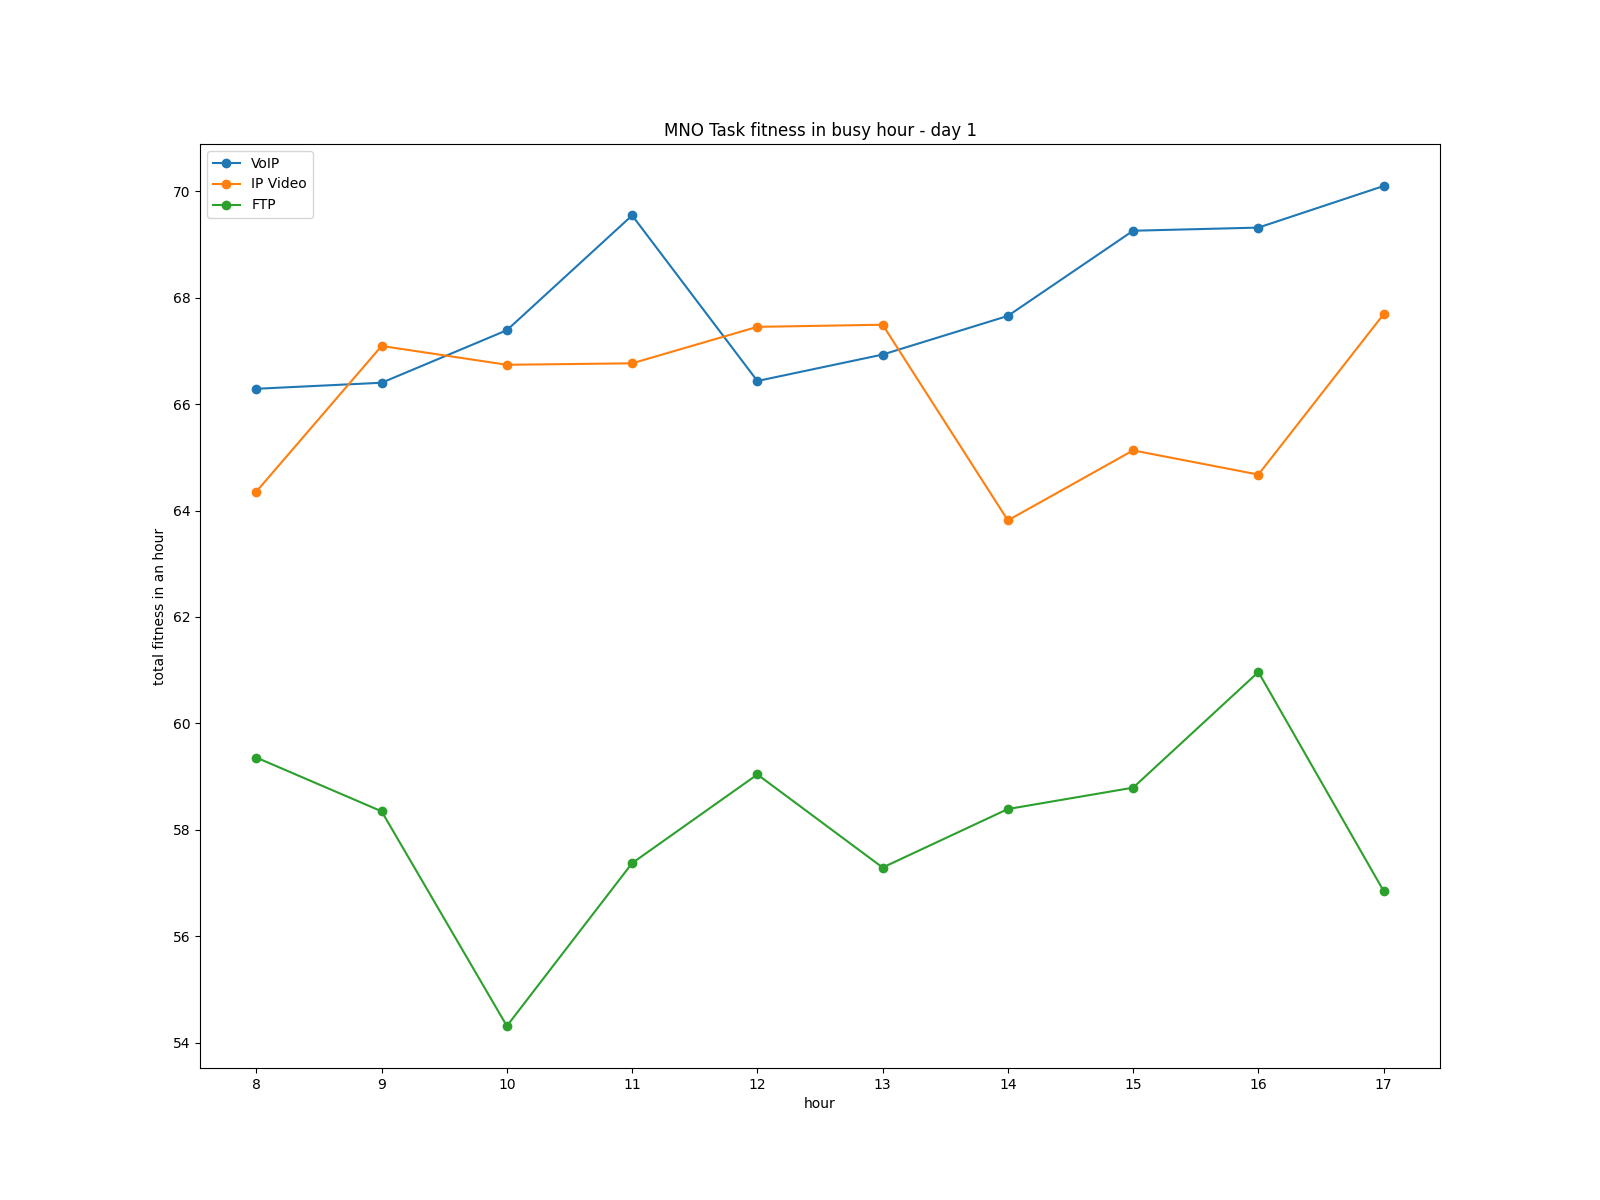 MNO Task fitness in busy hour - day 1
VoIP
IP Video
FTP
total fitness in an hour
70
68
66
64
62
60
58
56
54
8 9 10 11 12 13 14 15 16 17
hour